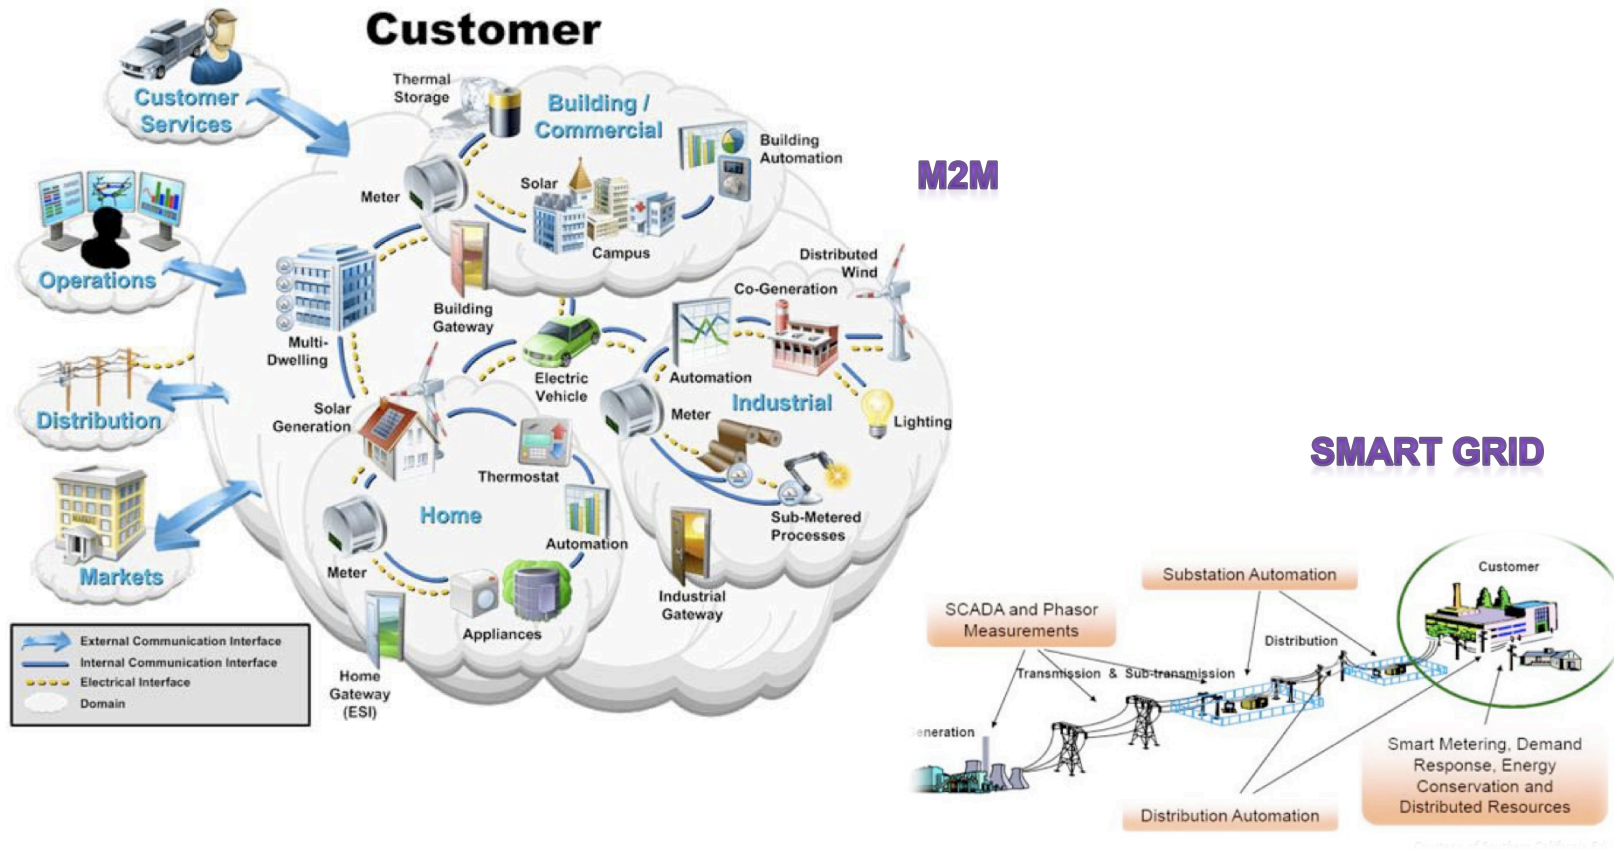 Customer
Customer
Services
Thermal
Storage
Building /
Commercial
Building
Automation
Meter
Solar
Campus
M2M
Operations
Building
Gateway
Distributed
Wind
Co-Generation
Multi-
Dwelling
Electric
Vehicle
Automation
Meter
Industrial
Lighting
Distribution
Solar
Generation
Thermostat
Home
Automation
Sub-Metered
Processes
Meter
Markets
Appliances
Industrial
Gateway
Home
Gateway
(ESI)
External Communication Interface
Internal Communication Interface
Electrical Interface
Domain
MARKET
SMART GRID
Substation Automation
Customer
SCADA and Phasor
Measurements
Distribution
Transmission & Sub-transmission
eneration
Smart Metering, Demand
Response, Energy
Conservation and
Distributed Resources
Distribution Automation